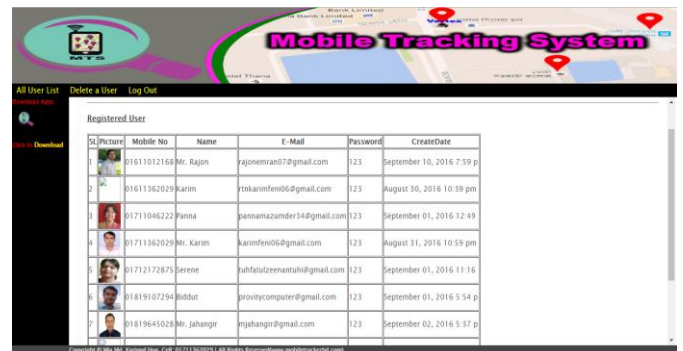 Bank Limited
Mobile Tracking System
MTS
del Thana
All User List Delete a User Log Out
Download Apps
Click to Download
Registered User
SL Picture Mobile No Name E-Mail Password CreateDate
1 01611012168 Mr. Rajon rajonemran07@gmail.com 123 September 10, 2016 7:59 p
2 01611362029 Karim rtnkarimfeni06@gmail.com 123 August 30, 2016 10:39 pm
3 01711046222 Panna pannamazumder34@gmail.com 123 September 01, 2016 12:49
4 01711362029 Mr. Karim karimfeni06@gmail.com 123 August 31, 2016 10:59 pm
5 01712172875 Serene tuhfatulzeenantuhi@gmail.com 123 September 01, 2016 11:16
6 01819107294 Biddut provitycomputer@gmail.com 123 September 01, 2016 5:54 p
7 01819645028 Mr. Jahangir mjahangir@gmail.com 123 September 02, 2016 5:37 p